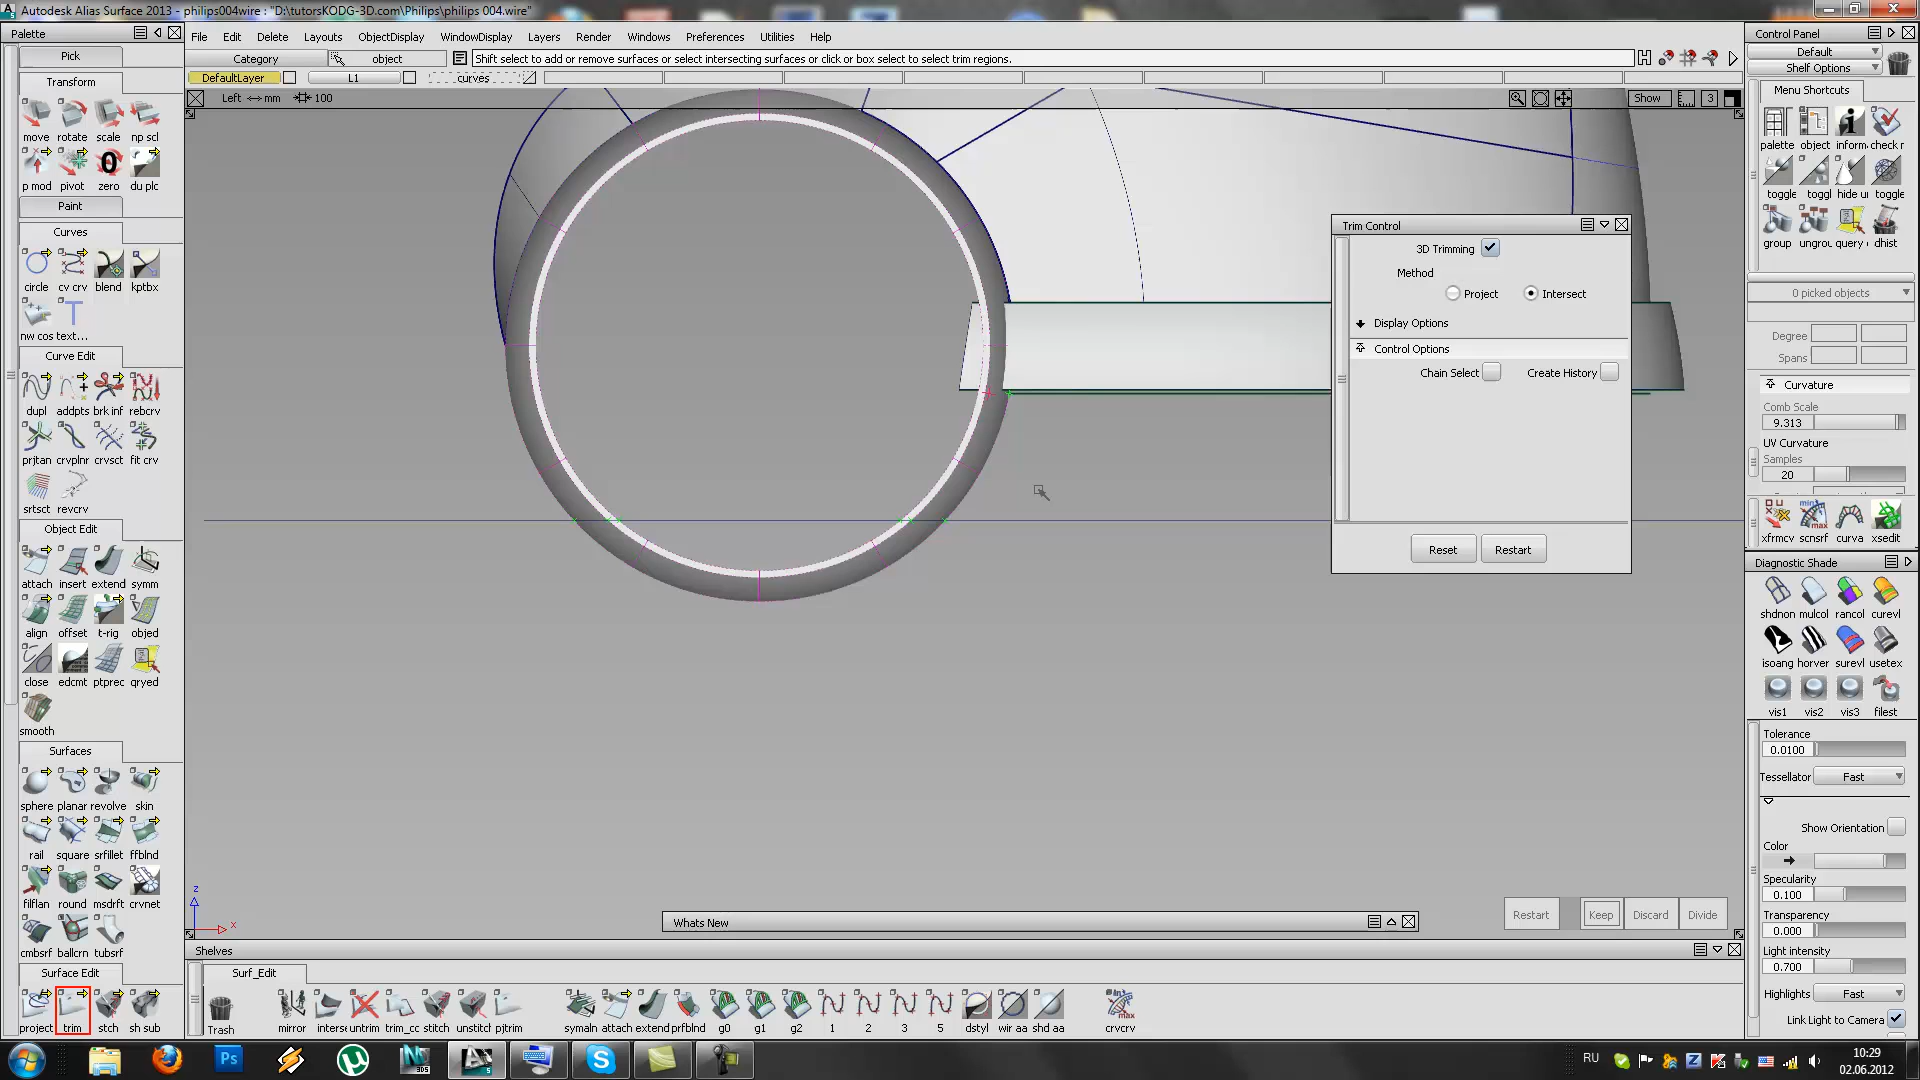 Autodesk Alias Surface 2013 - philips004wire : "D:\tutorsKODG-3D.com\Philips\philips 004.wire"
Palette
File Edit Delete Layouts ObjectDisplay WindowDisplay Layers Render Windows Preferences Utilities Help
Control Panel
Pick
Category object Shift select to add or remove surfaces or select intersecting surfaces or click or box select to select trim regions.
Default
Shelf Options
DefaultLayer L1 curves
Transform
Menu Shortcuts
Left mm 100
Show 3
move rotate scale np scl
palette object inform check r
p mod pivot zero du plc
toggle toggl hide u toggle
Paint
Curves
group ungrou query dhist
circle cv crv blend kptbx
Trim Control
3D Trimming
Method
Project Intersect
Display Options
Control Options
Chain Select Create History
Reset Restart
0 picked objects
Degree
Spans
nw cos text...
Curve Edit
Curvature
Comb Scale
9.313
UV Curvature
Samples
20
dupl addpts brk inf rebcrv
prjtan crvplnr crvsct fit crv
srtsct revcrv
xfrmcv scnsrf curva xsedit
Object Edit
Diagnostic Shade
attach insert extend symm
shdnon mulcol rancol curevl
align offset t-rig objed
isoang horver surevl usetex
close edcmt ptprec qryed
vis1 vis2 vis3 filest
smooth
Tolerance
0.0100
Surfaces
Tessellator Fast
sphere planar revolve skin
Show Orientation
rail square srfillet ffblnd
Color
Specularity
0.100
filflan round msdrft crvnet
Transparency
0.000
z
x
Whats New
Restart Keep Discard Divide
cmbsrf ballcrn tubsrf
Light intensity
0.700
Shelves
Surface Edit
Surf_Edit
Highlights Fast
project trim stch sh sub
Trash mirror interse untrim trim_cc stitch unstitcl pjtrim symaln attach extend prfblnd g0 g1 g2 1 2 3 5 dstyl wir aa shd aa crvcrv
Link Light to Camera
RU
10:29
02.06.2012